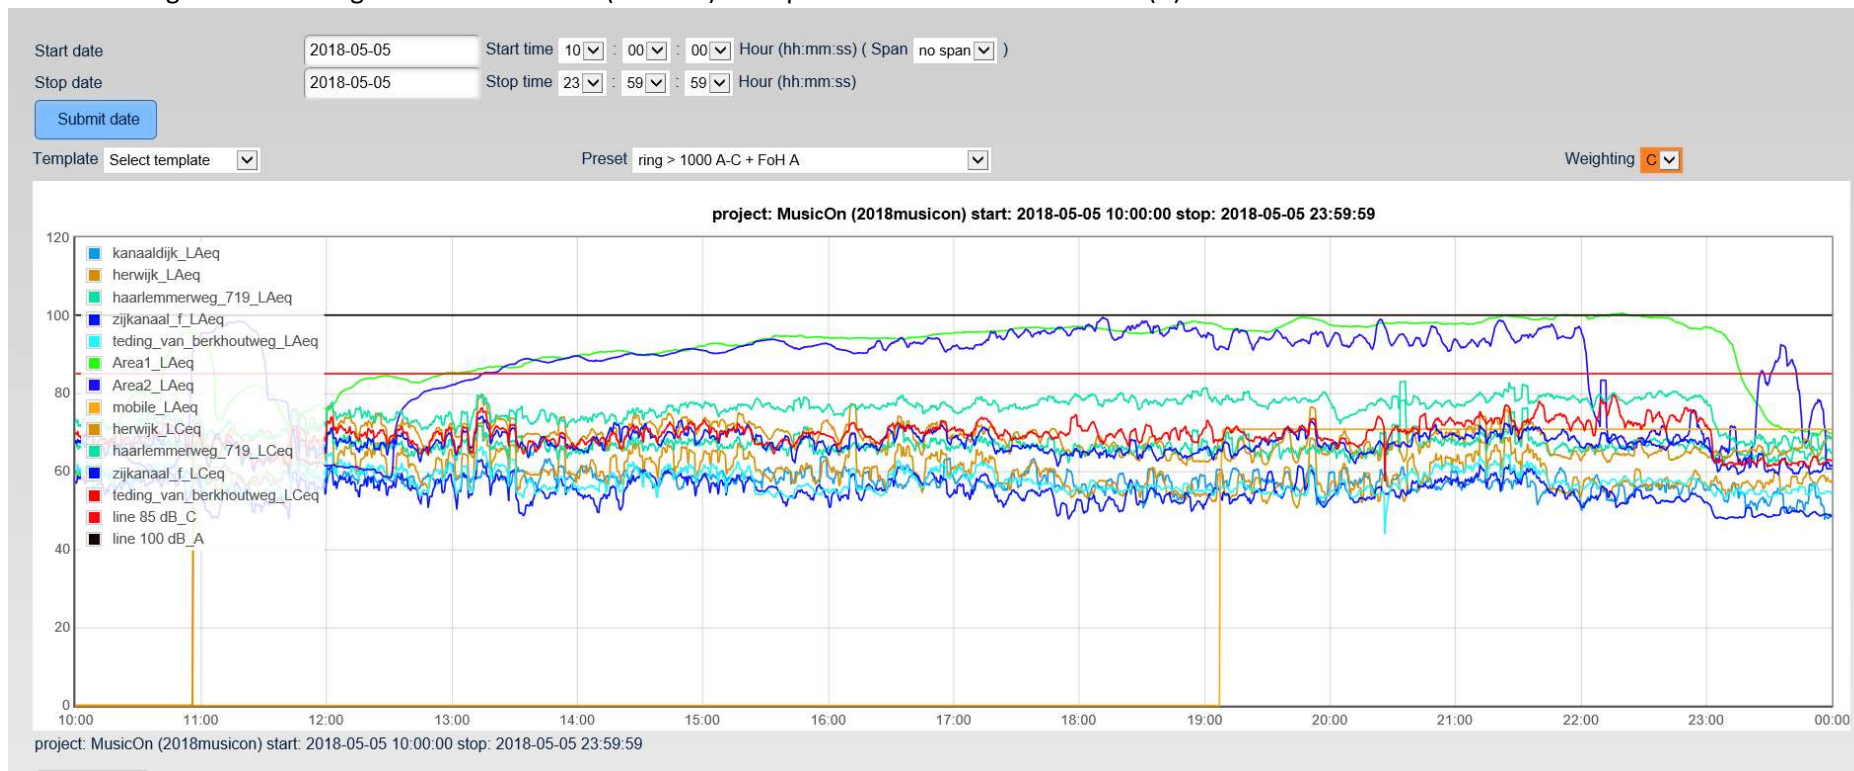 Start date 2018-05-05 Start time 10 : 00 : 00 Hour (hh:mm:ss) ( Span no span )
Stop date 2018-05-05 Stop time 23 : 59 : 59 Hour (hh:mm:ss)
Submit date
Template Select template Preset ring > 1000 A-C + FoH A Weighting C
project: MusicOn (2018musicon) start: 2018-05-05 10:00:00 stop: 2018-05-05 23:59:59
120
100
80
60
40
20
0
kanaaldijk_LAeq
herwijk_LAeq
haarlemmerweg_719_LAeq
zijkanaal_f_LAeq
teding_van_berkhoutweg_LAeq
Area1_LAeq
Area2_LAeq
mobile_LAeq
herwijk_LCeq
haarlemmerweg_719_LCeq
zijkanaal_f_LCeq
teding_van_berkhoutweg_LCeq
line 85 dB_C
line 100 dB_A
10:00 11:00 12:00 13:00 14:00 15:00 16:00 17:00 18:00 19:00 20:00 21:00 22:00 23:00 00:00
project: MusicOn (2018musicon) start: 2018-05-05 10:00:00 stop: 2018-05-05 23:59:59